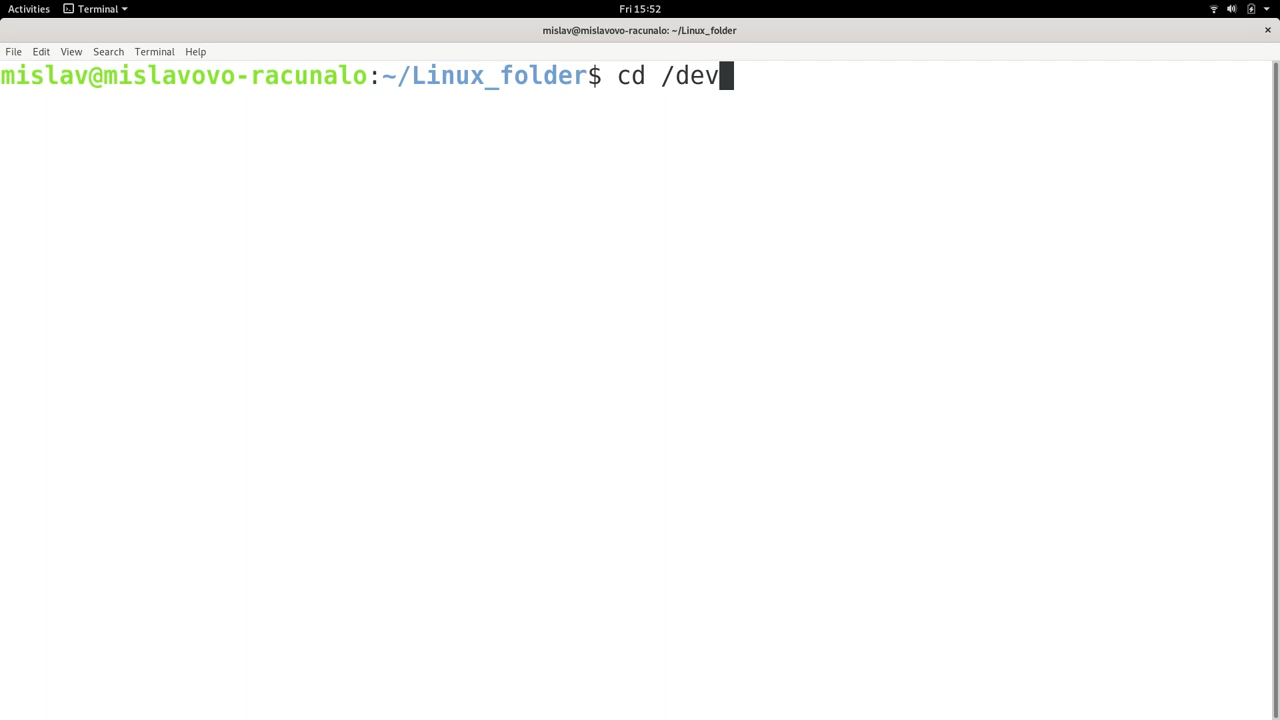 Activities Terminal Fri 15:52
mislav@mislavovo-racunalo: ~/Linux_folder
File Edit View Search Terminal Help
mislav@mislavovo-racunalo:~/Linux_folder$ cd /dev